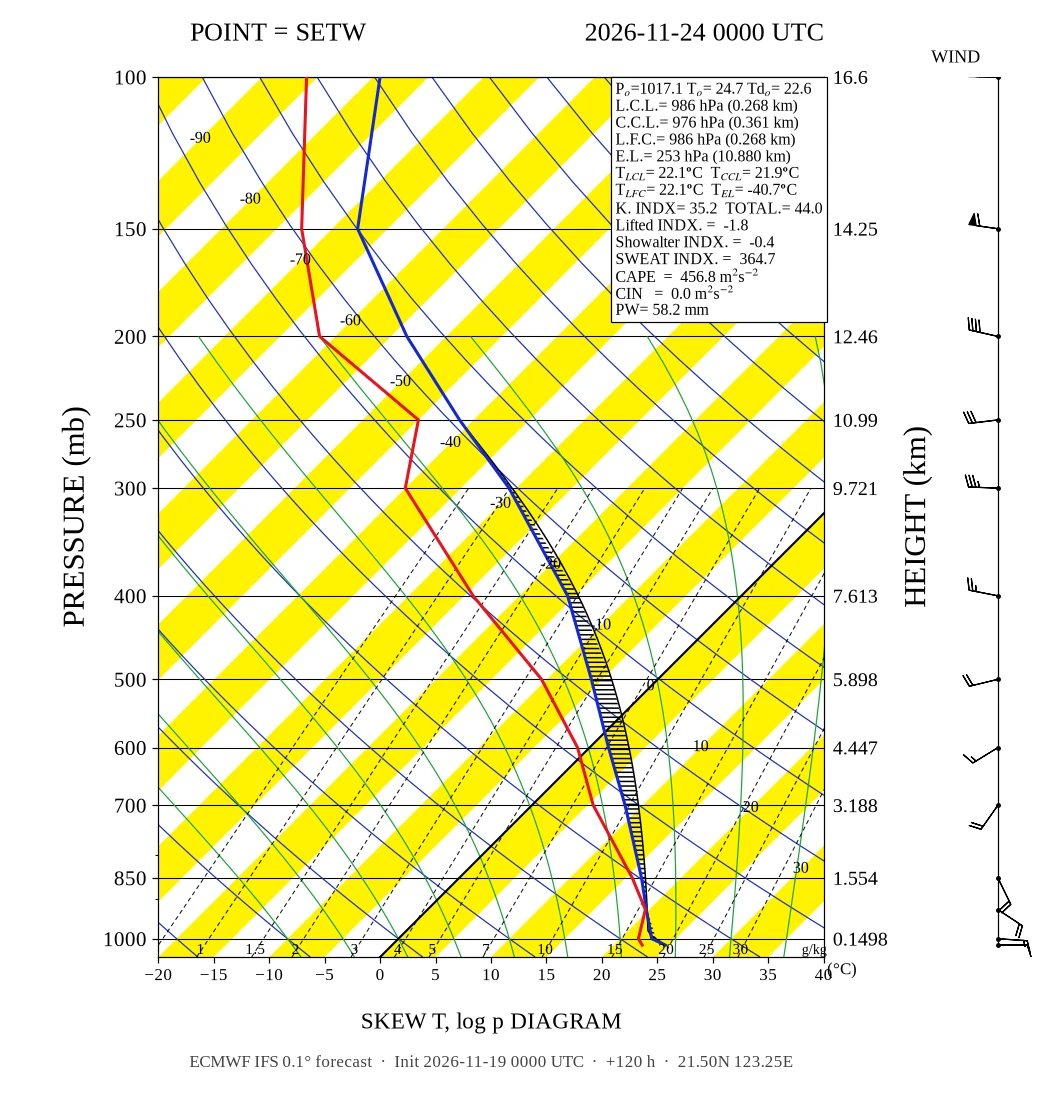 POINT = SETW 2026-11-24 0000 UTC
WIND
Pₒ=1017.1 Tₒ= 24.7 Tdₒ= 22.6
L.C.L.= 986 hPa (0.268 km)
C.C.L.= 976 hPa (0.361 km)
L.F.C.= 986 hPa (0.268 km)
E.L.= 253 hPa (10.880 km)
T_LCL= 22.1°C T_CCL= 21.9°C
T_LFC= 22.1°C T_EL= -40.7°C
K. INDX= 35.2 TOTAL.= 44.0
Lifted INDX. = -1.8
Showalter INDX. = -0.4
SWEAT INDX. = 364.7
CAPE = 456.8 m²s⁻²
CIN = 0.0 m²s⁻²
PW= 58.2 mm
100 16.6
-90
-80
150 14.25
-70
-60
200 12.46
-50
250 10.99
-40
300 9.721
-30
400 7.613
-10
500 5.898
0
600 4.447
10
700 3.188
20
850 1.554
30
1000 0.1498
1 1.5 2 3 4 5 7 10 15 20 25 30 g/kg
−20 −15 −10 −5 0 5 10 15 20 25 30 35 40 (°C)
PRESSURE (mb)
HEIGHT (km)
SKEW T, log p DIAGRAM
ECMWF IFS 0.1° forecast · Init 2026-11-19 0000 UTC · +120 h · 21.50N 123.25E